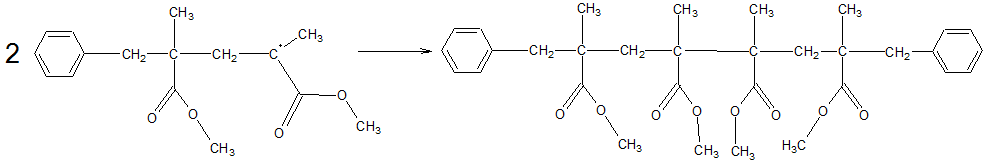 CH₃ CH₃ CH₃ CH₃ CH₃
CH₃
2 CH₂ C CH₂ C· CH₂ C CH₂ C C CH₂ C CH₂
O
O O O O O O O O O O
CH₃
O
CH₃ CH₃ CH₃ CH₃ H₃C